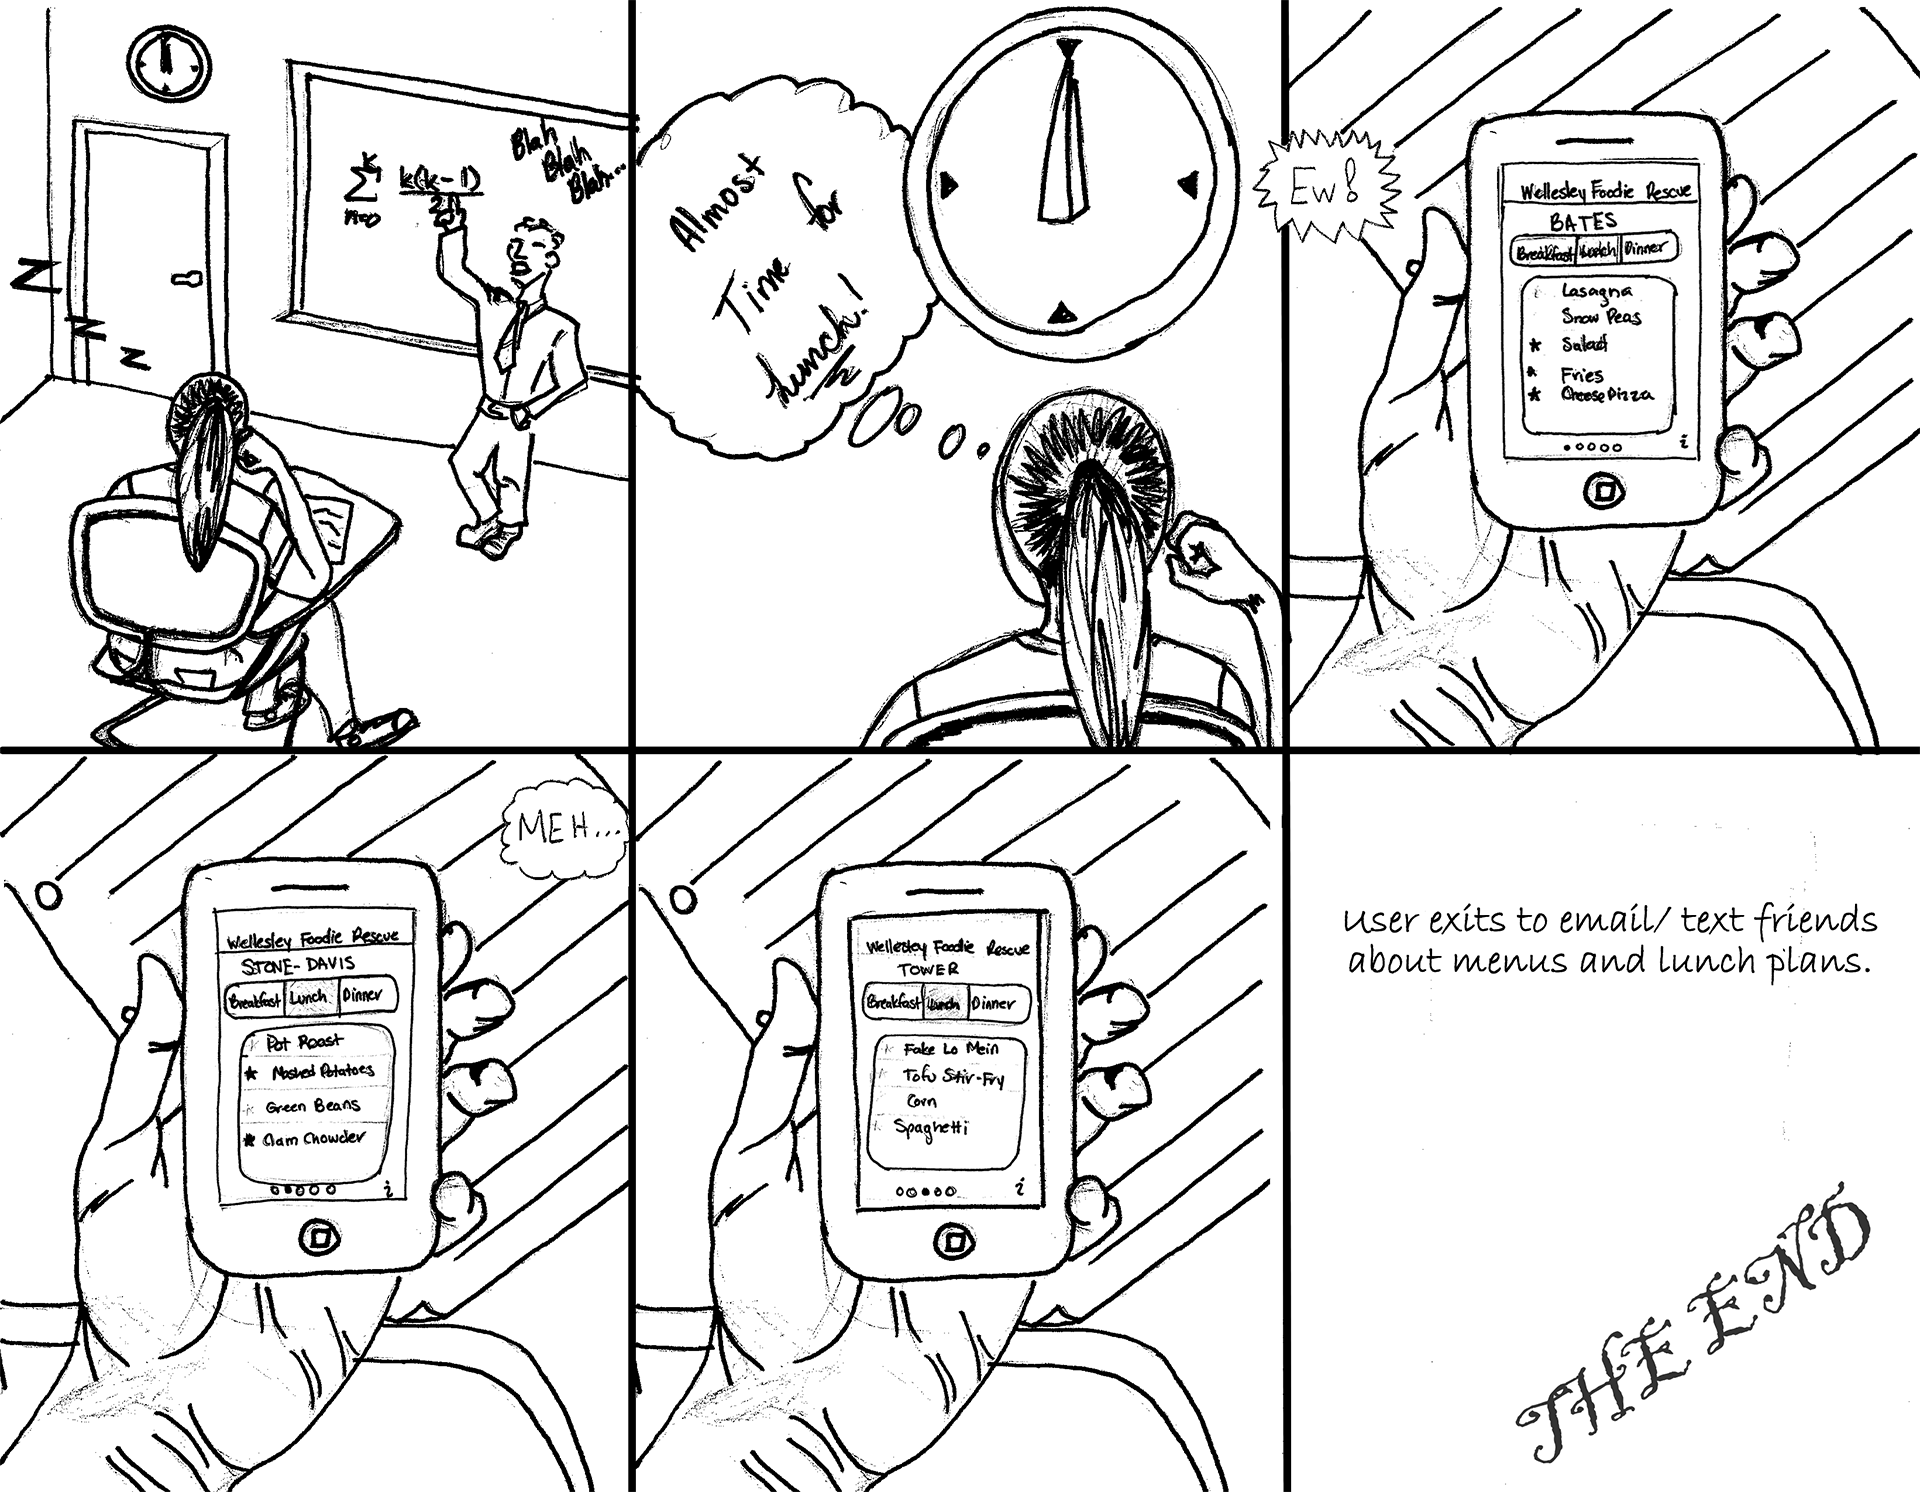 Z
Z
Z
k
∑ k(k-1)
n=0 2n
Blah
Blah
Blah...
Almost
Time for
Lunch!
Ew!
Wellesley Foodie Rescue
BATES
Breakfast Lunch Dinner
Lasagna
Snow Peas
* Salad
* Fries
* Cheese Pizza
i
MEH...
Wellesley Foodie Rescue
STONE-DAVIS
Breakfast Lunch Dinner
* Pot Roast
* Mashed Potatoes
* Green Beans
* Clam Chowder
i
Wellesley Foodie Rescue
TOWER
Breakfast Lunch Dinner
* Fake Lo Mein
* Tofu Stir-Fry
Corn
* Spaghetti
i
User exits to email/ text friends
about menus and lunch plans.
THE END